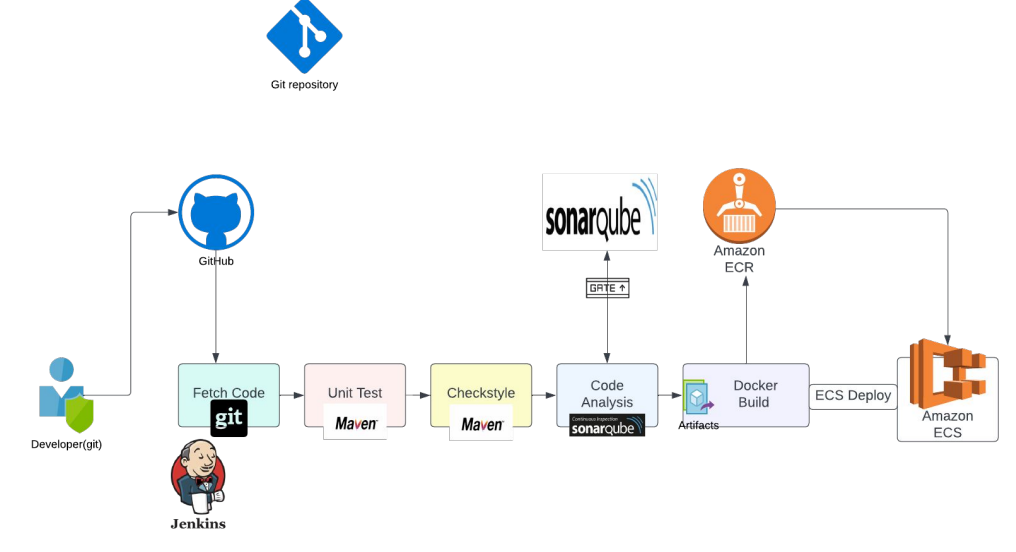 Git repository
sonarqube
Amazon
ECR
GitHub
GATE ↑
Fetch Code
git
Unit Test
Maven
Checkstyle
Maven
Code
Analysis
Continuous Inspection
sonarqube
Docker
Build
Artifacts
ECS Deploy
Amazon
ECS
Developer(git)
Jenkins